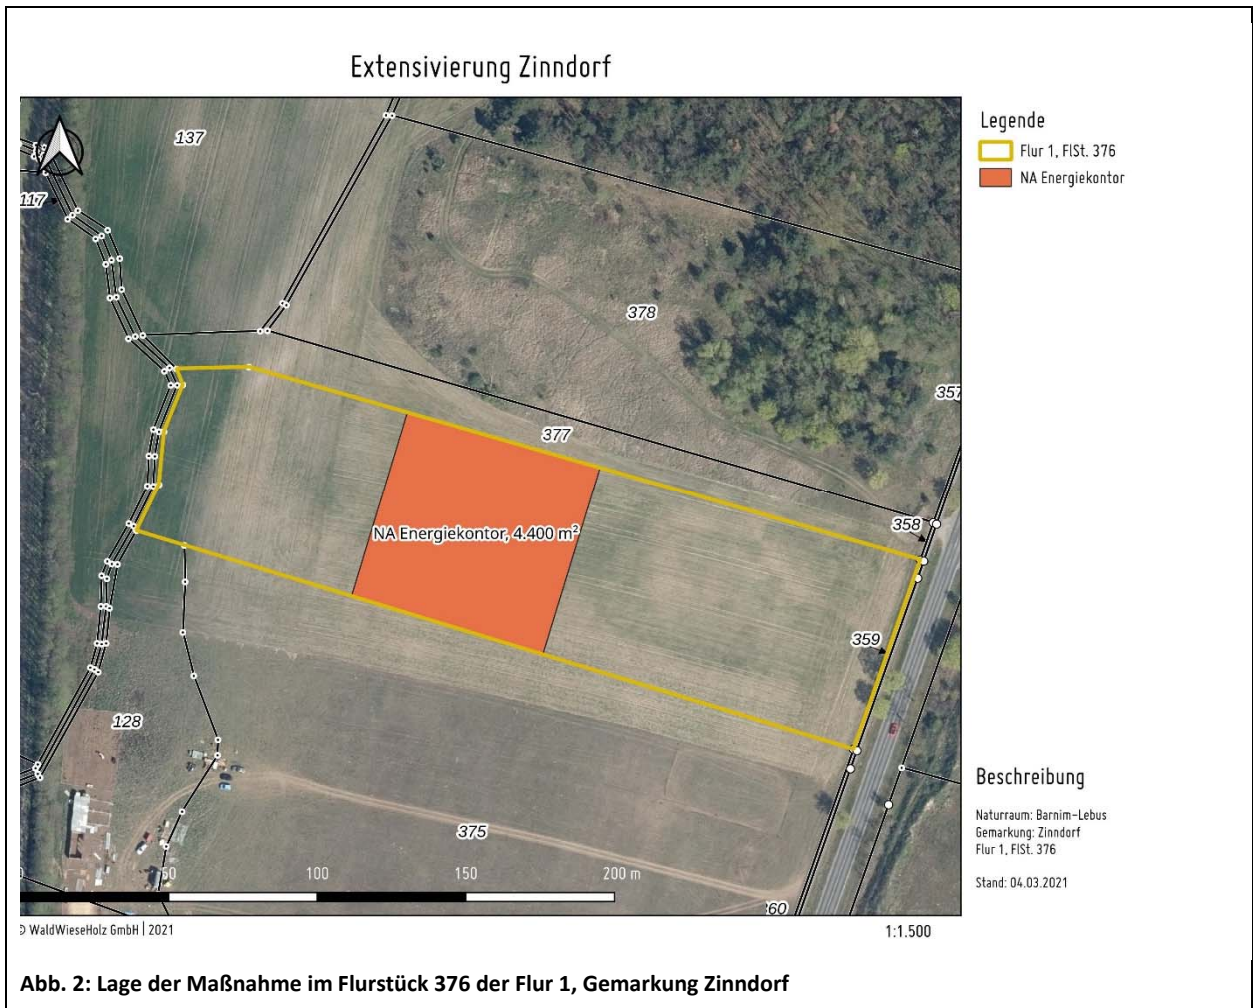 Extensivierung Zinndorf
Legende
Flur 1, FlSt. 376
NA Energiekontor
137
117
378
357
377
358
NA Energiekontor, 4.400 m²
359
128
375
50
100
150
200 m
Beschreibung
Naturraum: Barnim-Lebus
Gemarkung: Zinndorf
Flur 1, FlSt. 376
Stand: 04.03.2021
© WaldWieseHolz GmbH | 2021
1:1.500
Abb. 2: Lage der Maßnahme im Flurstück 376 der Flur 1, Gemarkung Zinndorf